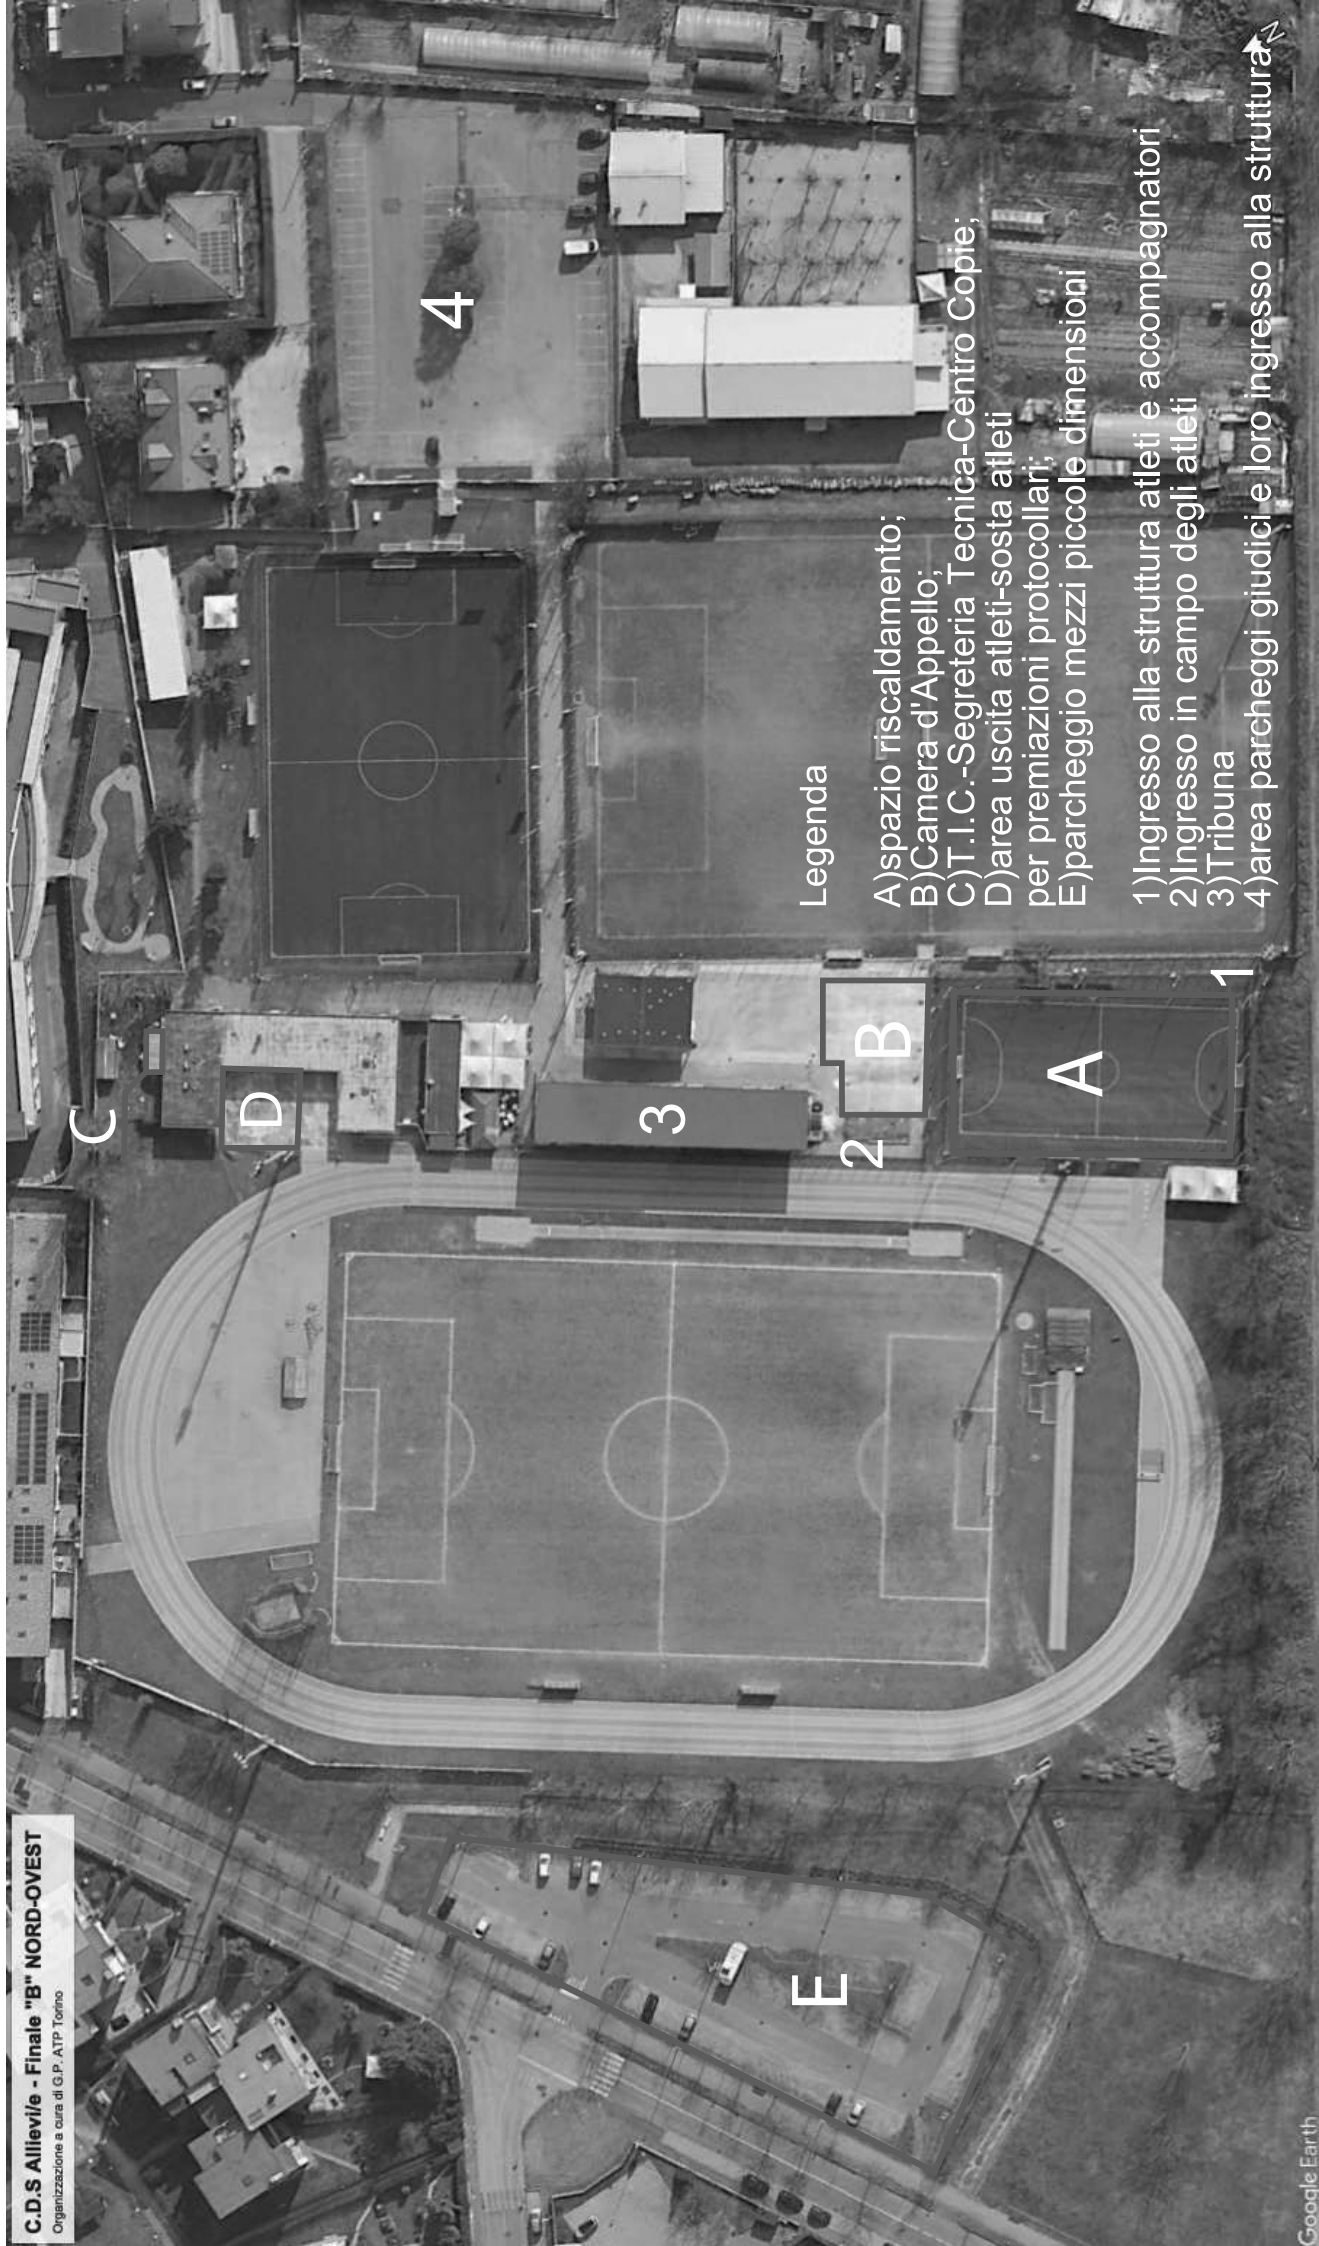 C.D.S Allievi/e - Finale "B" NORD-OVEST
Organizzazione a cura di G.P. ATP Torino
C
D
4
3
2
B
A
1
E
Legenda
A)spazio riscaldamento;
B)Camera d'Appello;
C)T.I.C.-Segreteria Tecnica-Centro Copie;
D)area uscita atleti-sosta atleti
per premiazioni protocollari;
E)parcheggio mezzi piccole dimensioni
1)Ingresso alla struttura atleti e accompagnatori
2)Ingresso in campo degli atleti
3)Tribuna
4)area parcheggi giudici e loro ingresso alla struttura
N
Google Earth